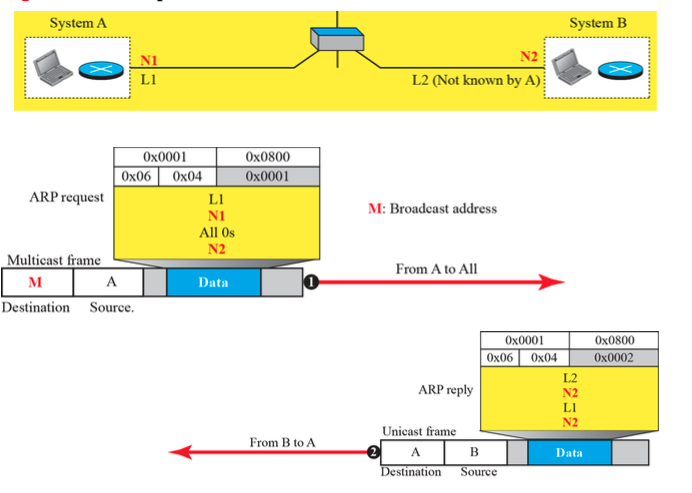 System A
System B
N1
N2
L1
L2 (Not known by A)
0x0001 0x0800
0x06 0x04 0x0001
ARP request
L1
N1
All 0s
N2
M: Broadcast address
Multicast frame
M A Data 1
From A to All
Destination Source.
0x0001 0x0800
0x06 0x04 0x0002
ARP reply
L2
N2
L1
N2
Unicast frame
From B to A
2 A B Data
Destination Source